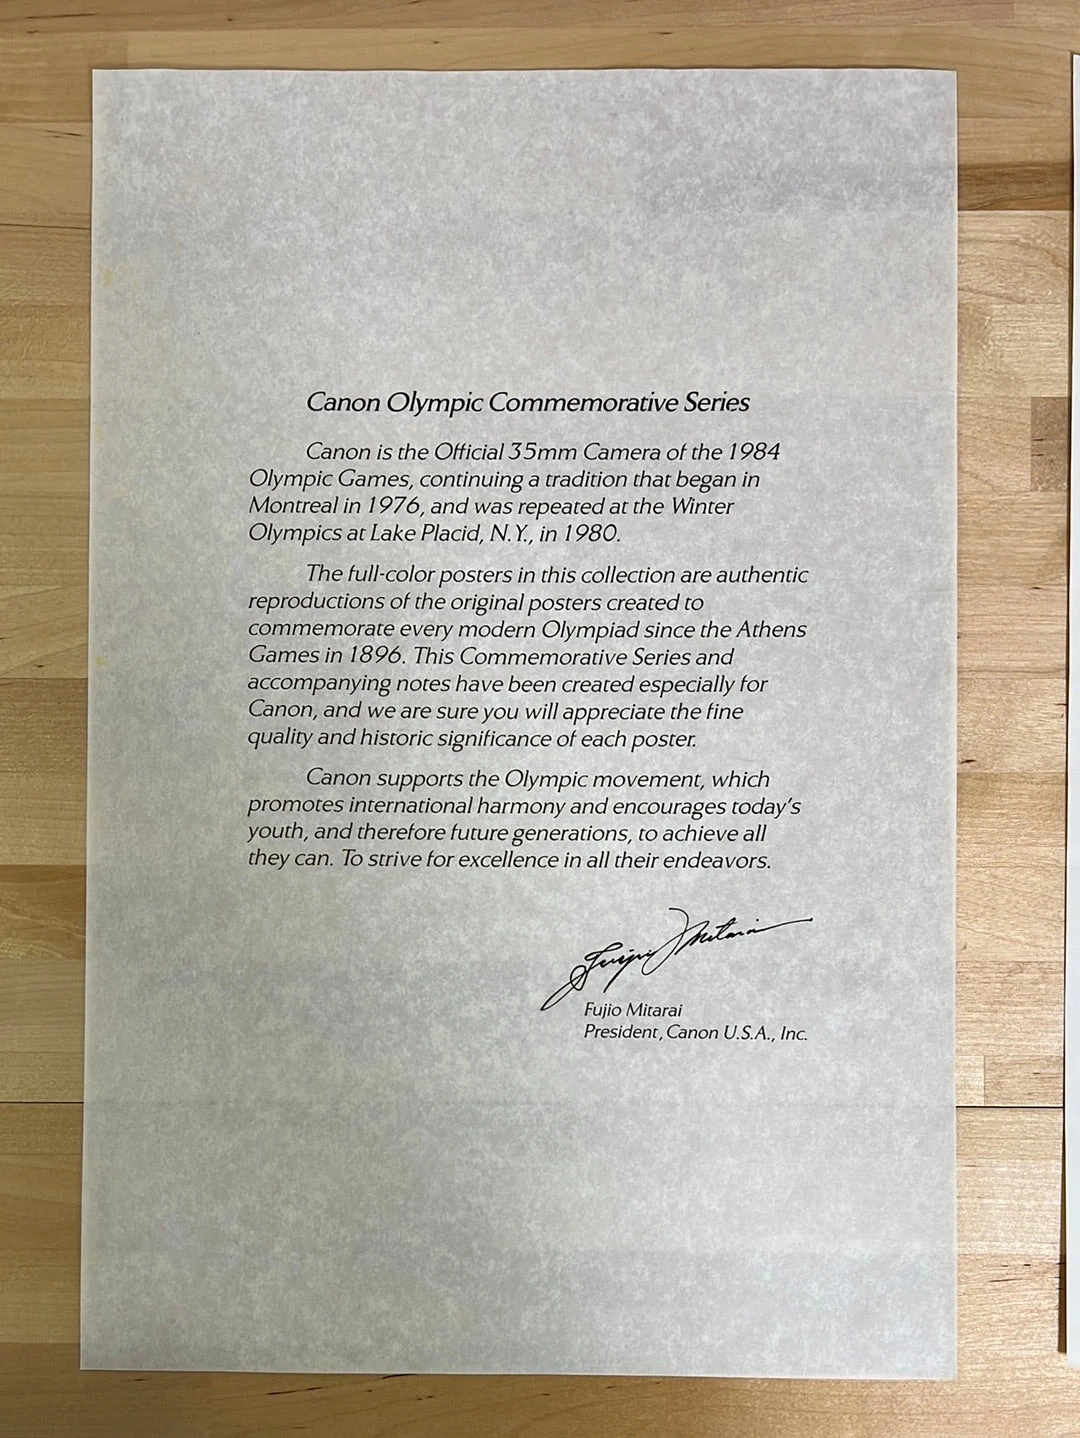 Canon Olympic Commemorative Series
Canon is the Official 35mm Camera of the 1984
Olympic Games, continuing a tradition that began in
Montreal in 1976, and was repeated at the Winter
Olympics at Lake Placid, N.Y., in 1980.
The full-color posters in this collection are authentic
reproductions of the original posters created to
commemorate every modern Olympiad since the Athens
Games in 1896. This Commemorative Series and
accompanying notes have been created especially for
Canon, and we are sure you will appreciate the fine
quality and historic significance of each poster.
Canon supports the Olympic movement, which
promotes international harmony and encourages today's
youth, and therefore future generations, to achieve all
they can. To strive for excellence in all their endeavors.
Fujio Mitarai
Fujio Mitarai
President, Canon U.S.A., Inc.